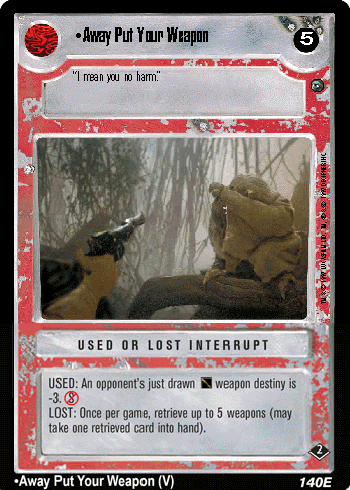 •Away Put Your Weapon
5
"I mean you no harm."
USED OR LOST INTERRUPT
USED: An opponent's just drawn weapon destiny is
-3.
LOST: Once per game, retrieve up to 5 weapons (may
take one retrieved card into hand).
2
•Away Put Your Weapon (V)
140E